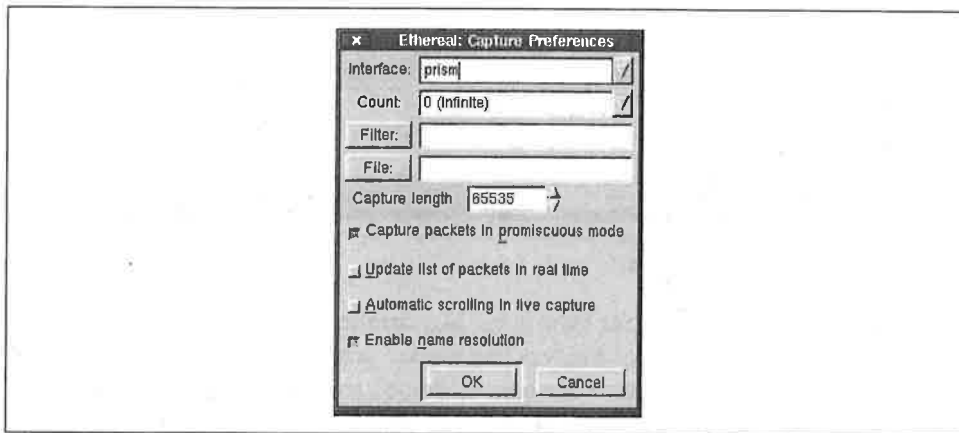 Ethereal: Capture Preferences
Interface: prism
Count: 0 (Infinite)
Filter:
File:
Capture length 65535
Capture packets in promiscuous mode
Update list of packets in real time
Automatic scrolling in live capture
Enable name resolution
OK Cancel